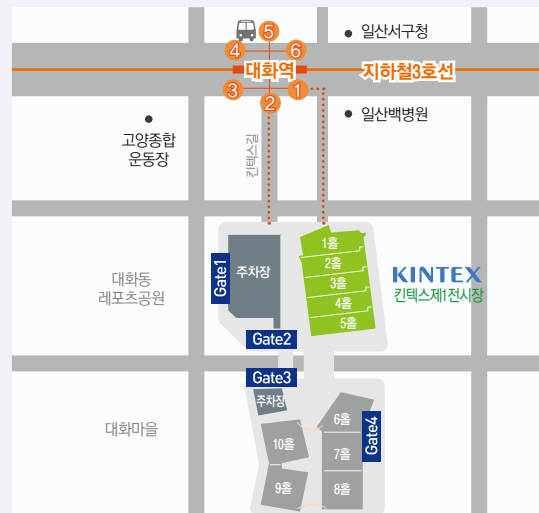 ⑤
일산서구청
④
⑥
대화역
지하철3호선
③
①
②
일산백병원
고양종합
운동장
킨텍스길
1홀
2홀
3홀
4홀
5홀
주차장
Gate1
Gate2
KINTEX
킨텍스제1전시장
대화동
레포츠공원
Gate3
주차장
6홀
Gate4
7홀
8홀
10홀
9홀
대화마을